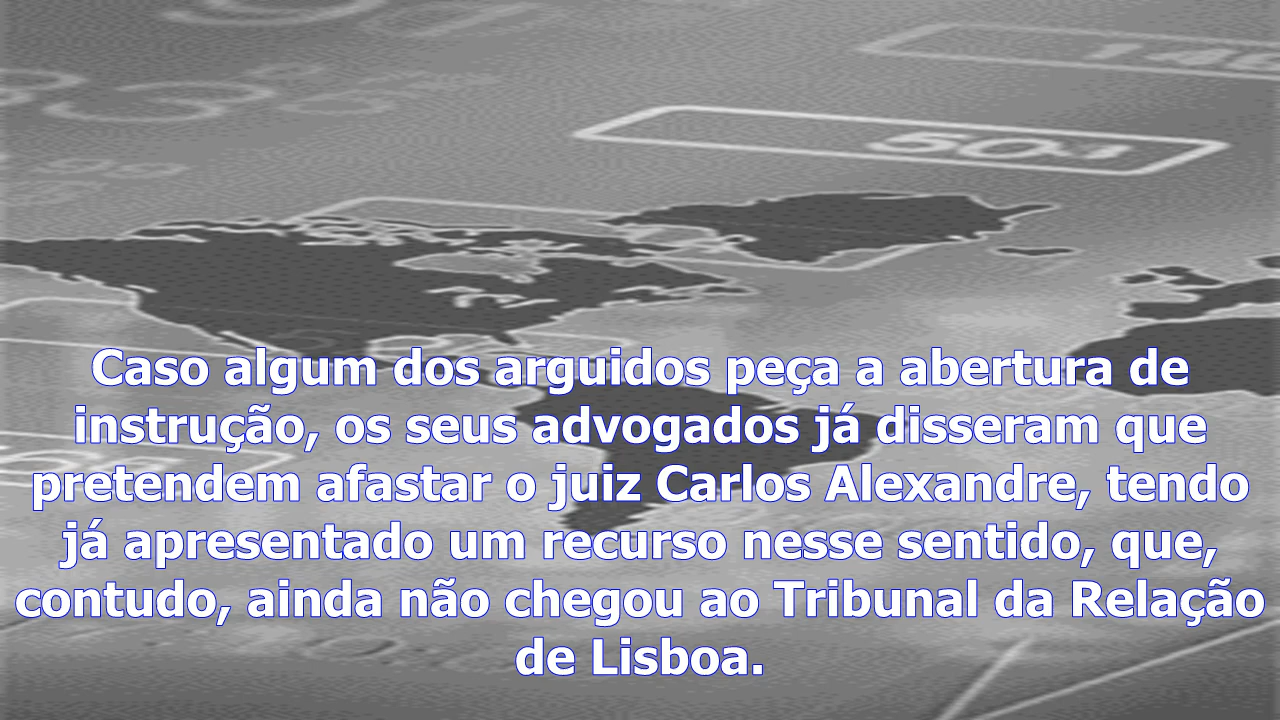 Caso algum dos arguidos peça a abertura de
instrução, os seus advogados já disseram que
pretendem afastar o juiz Carlos Alexandre, tendo
já apresentado um recurso nesse sentido, que,
contudo, ainda não chegou ao Tribunal da Relação
de Lisboa.